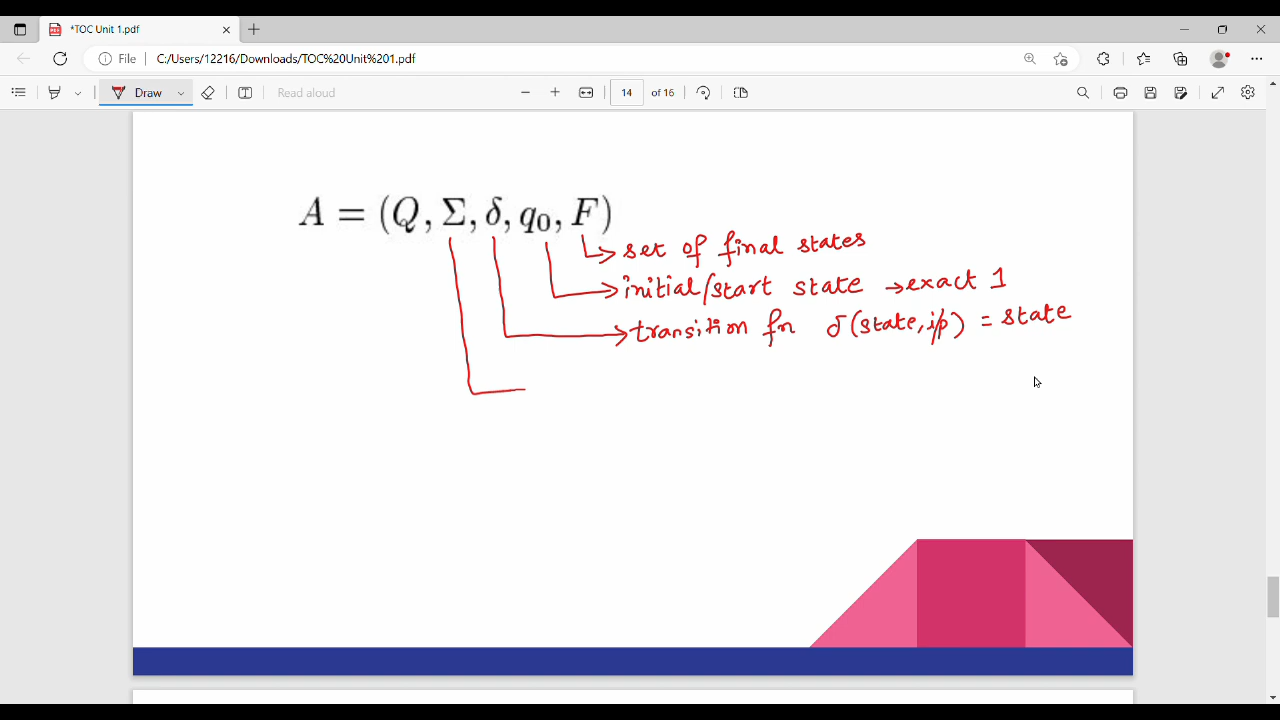 *TOC Unit 1.pdf
File C:/Users/12216/Downloads/TOC%20Unit%201.pdf
Draw Read aloud 14 of 16
A = (Q, Σ, δ, q₀, F)
set of final states
initial/start state → exact 1
transition fn δ(state, i/p) = state